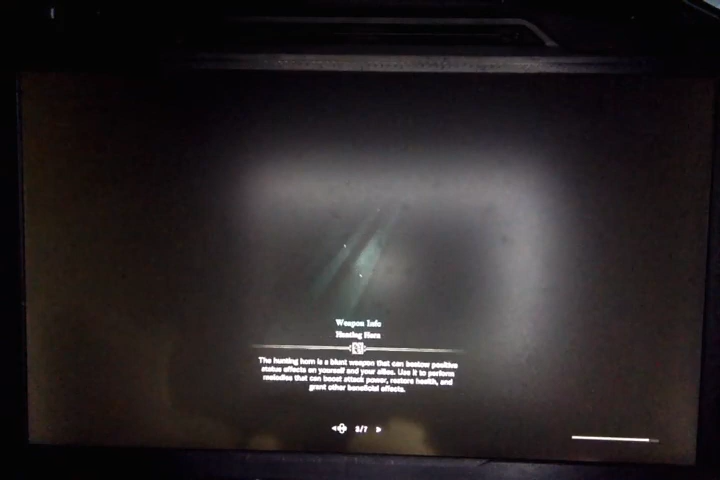 Weapon Info
Hunting Horn
The hunting horn is a blunt weapon that can bestow positive
status effects on yourself and your allies. Use it to perform
melodies that can boost attack power, restore health, and
grant other beneficial effects.
3/7